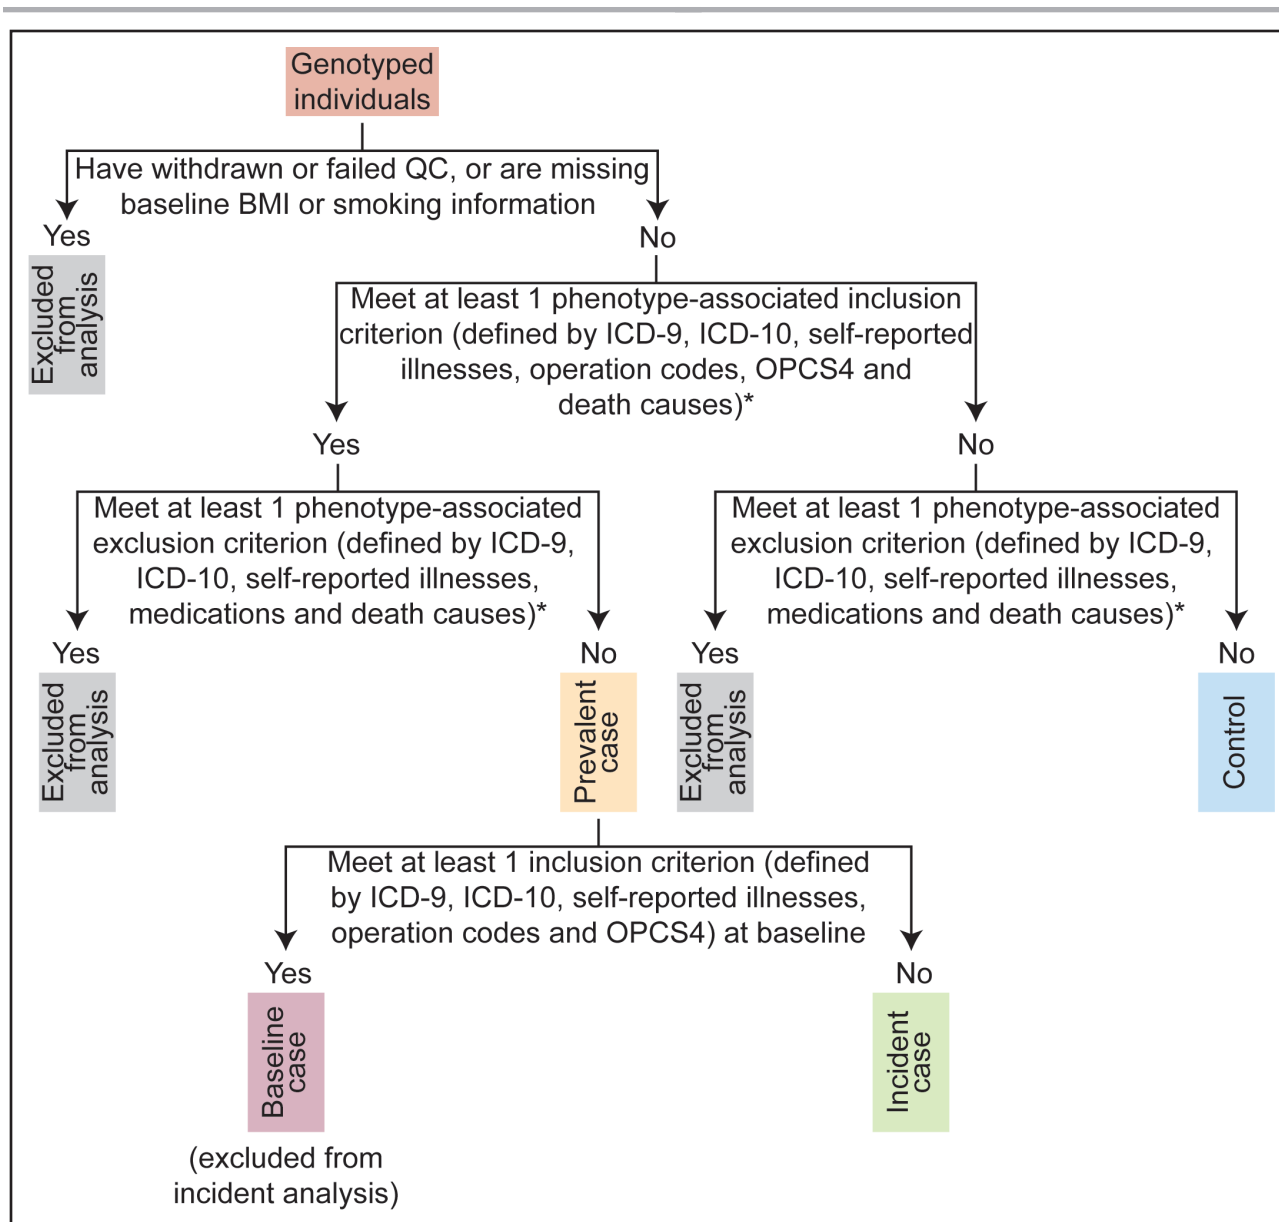 Genotyped
individuals
Have withdrawn or failed QC, or are missing
baseline BMI or smoking information
Yes
No
Excluded
from
analysis
Meet at least 1 phenotype-associated inclusion
criterion (defined by ICD-9, ICD-10, self-reported
illnesses, operation codes, OPCS4 and
death causes)*
Yes
No
Meet at least 1 phenotype-associated
exclusion criterion (defined by ICD-9,
ICD-10, self-reported illnesses,
medications and death causes)*
Meet at least 1 phenotype-associated
exclusion criterion (defined by ICD-9,
ICD-10, self-reported illnesses,
medications and death causes)*
Yes
No
Yes
No
Excluded
from
analysis
Prevalent
case
Excluded
from
analysis
Control
Meet at least 1 inclusion criterion (defined
by ICD-9, ICD-10, self-reported illnesses,
operation codes and OPCS4) at baseline
Yes
No
Baseline
case
Incident
case
(excluded from
incident analysis)